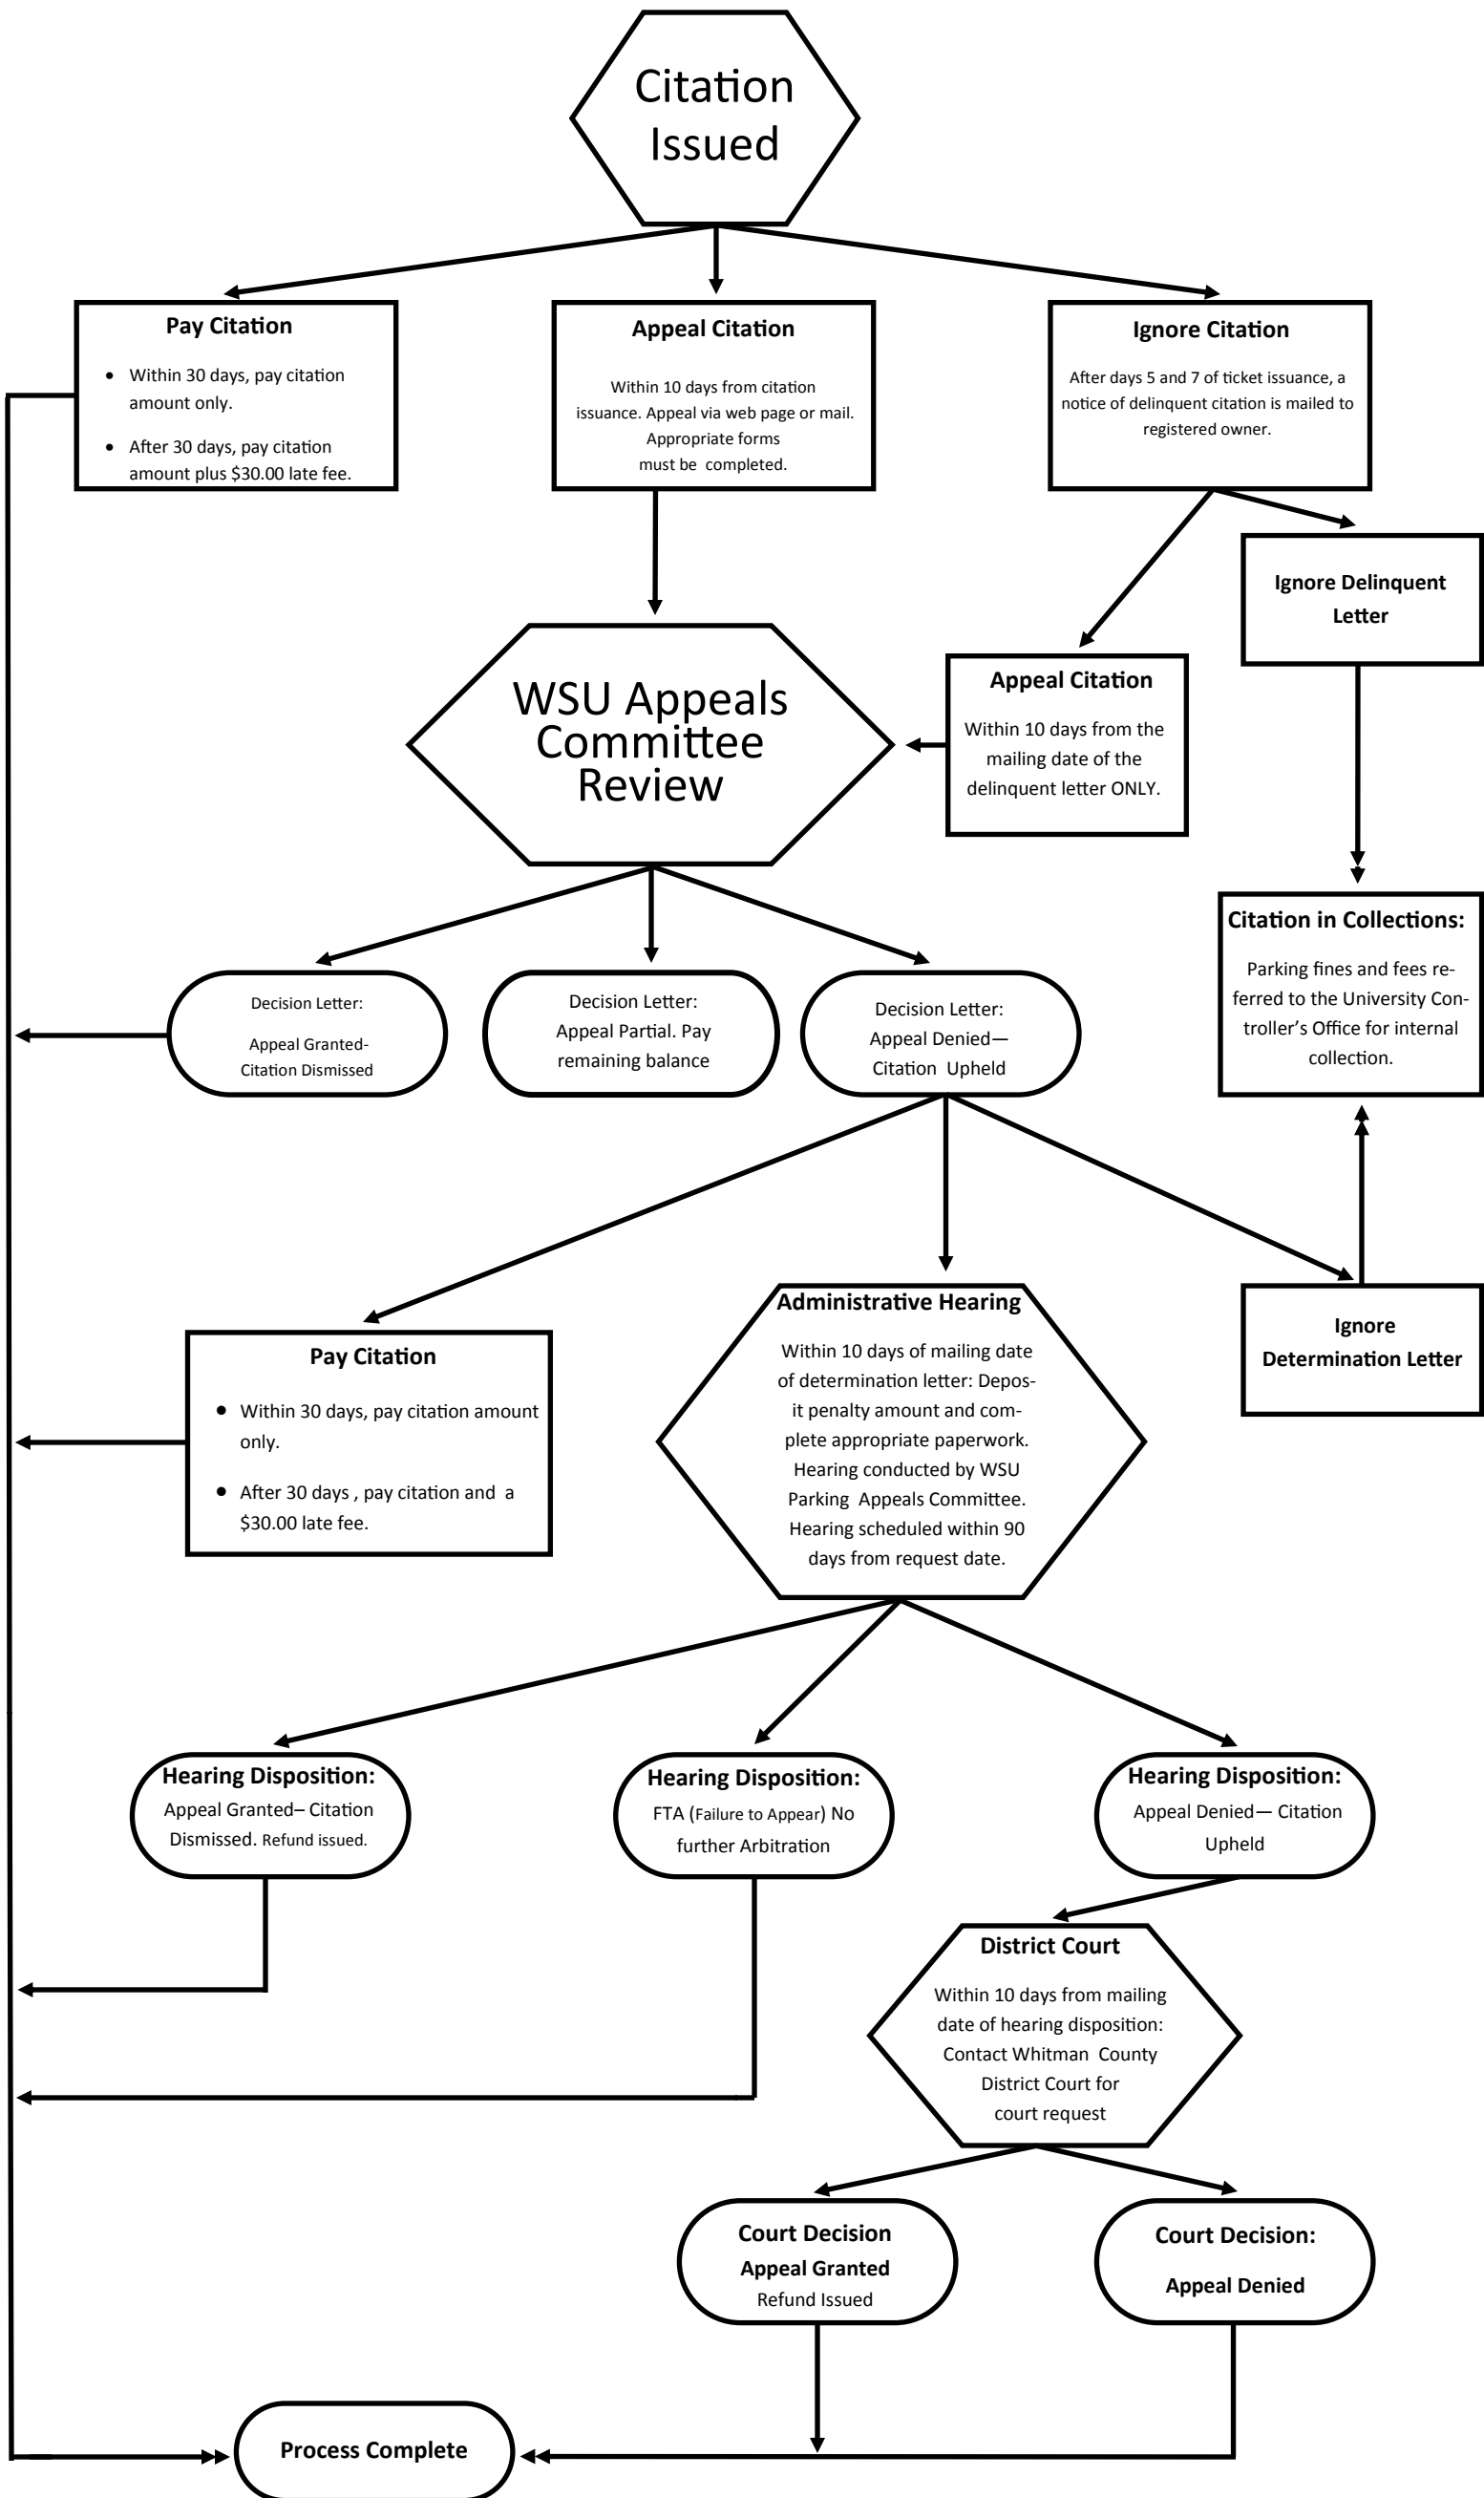 Citation
Issued
Pay Citation
• Within 30 days, pay citation
amount only.
• After 30 days, pay citation
amount plus $30.00 late fee.
Appeal Citation
Within 10 days from citation
issuance. Appeal via web page or mail.
Appropriate forms
must be completed.
Ignore Citation
After days 5 and 7 of ticket issuance, a
notice of delinquent citation is mailed to
registered owner.
Ignore Delinquent
Letter
WSU Appeals
Committee
Review
Appeal Citation
Within 10 days from the
mailing date of the
delinquent letter ONLY.
Citation in Collections:
Parking fines and fees re-
ferred to the University Con-
troller’s Office for internal
collection.
Decision Letter:
Appeal Granted-
Citation Dismissed
Decision Letter:
Appeal Partial. Pay
remaining balance
Decision Letter:
Appeal Denied—
Citation Upheld
Pay Citation
• Within 30 days, pay citation amount
only.
• After 30 days , pay citation and a
$30.00 late fee.
Administrative Hearing
Within 10 days of mailing date
of determination letter: Depos-
it penalty amount and com-
plete appropriate paperwork.
Hearing conducted by WSU
Parking Appeals Committee.
Hearing scheduled within 90
days from request date.
Ignore
Determination Letter
Hearing Disposition:
Appeal Granted– Citation
Dismissed. Refund issued.
Hearing Disposition:
FTA (Failure to Appear) No
further Arbitration
Hearing Disposition:
Appeal Denied— Citation
Upheld
District Court
Within 10 days from mailing
date of hearing disposition:
Contact Whitman County
District Court for
court request
Court Decision
Appeal Granted
Refund Issued
Court Decision:
Appeal Denied
Process Complete